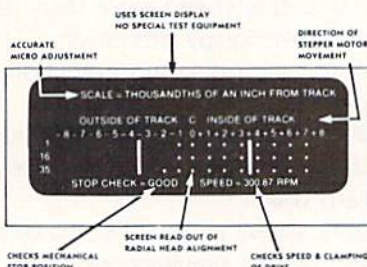 USES SCREEN DISPLAY
NO SPECIAL TEST EQUIPMENT
ACCURATE
MICRO ADJUSTMENT
DIRECTION OF
STEPPER MOTOR
MOVEMENT
SCALE = THOUSANDTHS OF AN INCH FROM TRACK
OUTSIDE OF TRACK C INSIDE OF TRACK
-8-7-6-5-4-3-2-1 0+1+2+3+4+5+6+7+8
1
16
35
STOP CHECK = GOOD SPEED = 300.87 RPM
CHECKS MECHANICAL
STOP POSITION
SCREEN READ OUT OF
RADIAL HEAD ALIGNMENT
CHECKS SPEED & CLAMPING
OF DRIVE